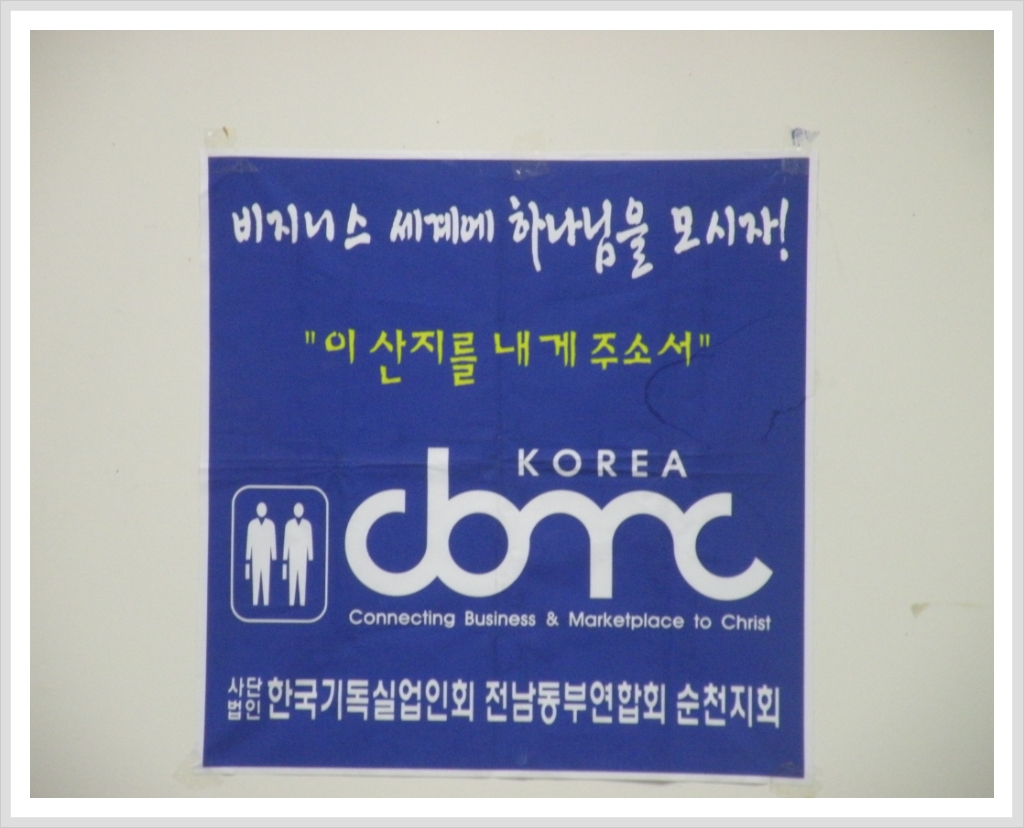 비지니스 세계에 하나님을 모시자!
"이 산지를 내게 주소서"
KOREA
cbmc
Connecting Business & Marketplace to Christ
사단법인 한국기독실업인회 전남동부연합회 순천지회